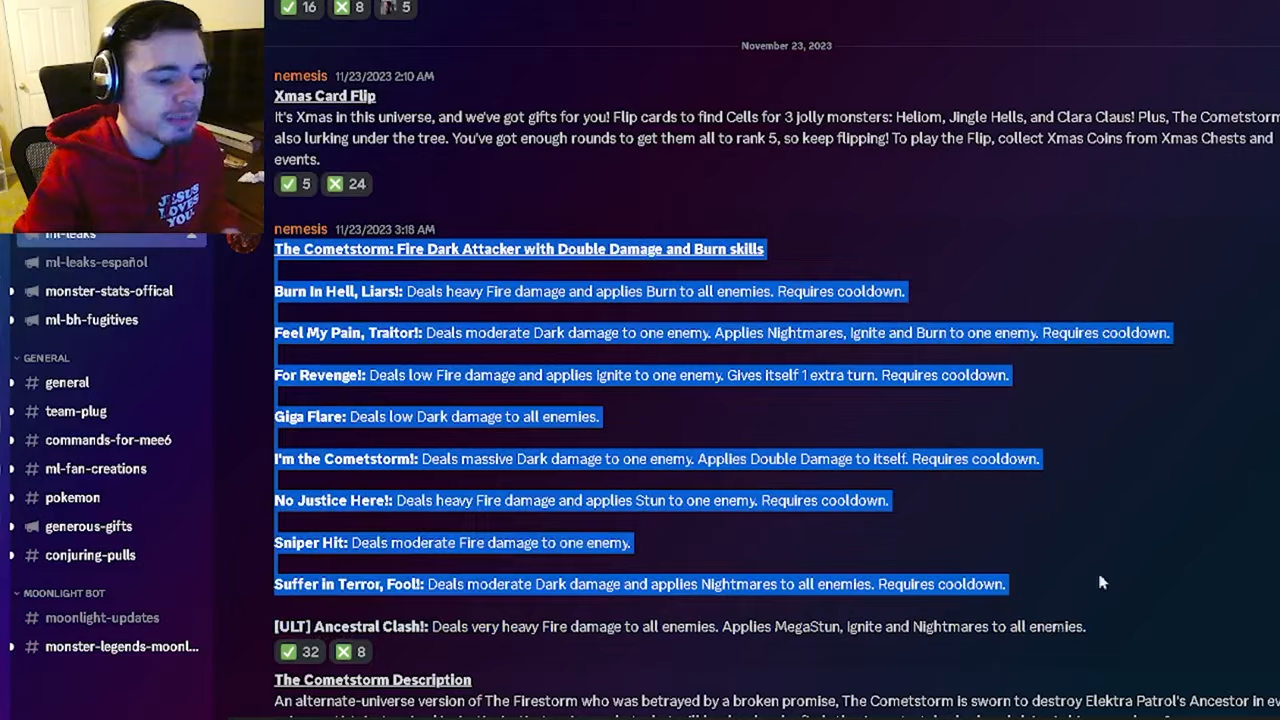 16 8 5
November 23, 2023
nemesis 11/23/2023 2:10 AM
Xmas Card Flip
It's Xmas in this universe, and we've got gifts for you! Flip cards to find Cells for 3 jolly monsters: Heliom, Jingle Hells, and Clara Claus! Plus, The Cometstorm
also lurking under the tree. You've got enough rounds to get them all to rank 5, so keep flipping! To play the Flip, collect Xmas Coins from Xmas Chests and
events.
5 24
JESUS
LOVES
YOU.
nemesis 11/23/2023 3:18 AM
The Cometstorm: Fire Dark Attacker with Double Damage and Burn skills
Burn In Hell, Liars!: Deals heavy Fire damage and applies Burn to all enemies. Requires cooldown.
Feel My Pain, Traitor!: Deals moderate Dark damage to one enemy. Applies Nightmares, Ignite and Burn to one enemy. Requires cooldown.
For Revenge!: Deals low Fire damage and applies Ignite to one enemy. Gives itself 1 extra turn. Requires cooldown.
Giga Flare: Deals low Dark damage to all enemies.
I'm the Cometstorm!: Deals massive Dark damage to one enemy. Applies Double Damage to itself. Requires cooldown.
No Justice Here!: Deals heavy Fire damage and applies Stun to one enemy. Requires cooldown.
Sniper Hit: Deals moderate Fire damage to one enemy.
Suffer in Terror, Fool!: Deals moderate Dark damage and applies Nightmares to all enemies. Requires cooldown.
[ULT] Ancestral Clash!: Deals very heavy Fire damage to all enemies. Applies MegaStun, Ignite and Nightmares to all enemies.
32 8
The Cometstorm Description
An alternate-universe version of The Firestorm who was betrayed by a broken promise, The Cometstorm is sworn to destroy Elektra Patrol's Ancestor in
ml-leaks
ml-leaks-español
monster-stats-offical
ml-bh-fugitives
GENERAL
# general
# team-plug
# commands-for-mee6
# ml-fan-creations
# pokemon
generous-gifts
# conjuring-pulls
MOONLIGHT BOT
# moonlight-updates
# monster-legends-moonl...